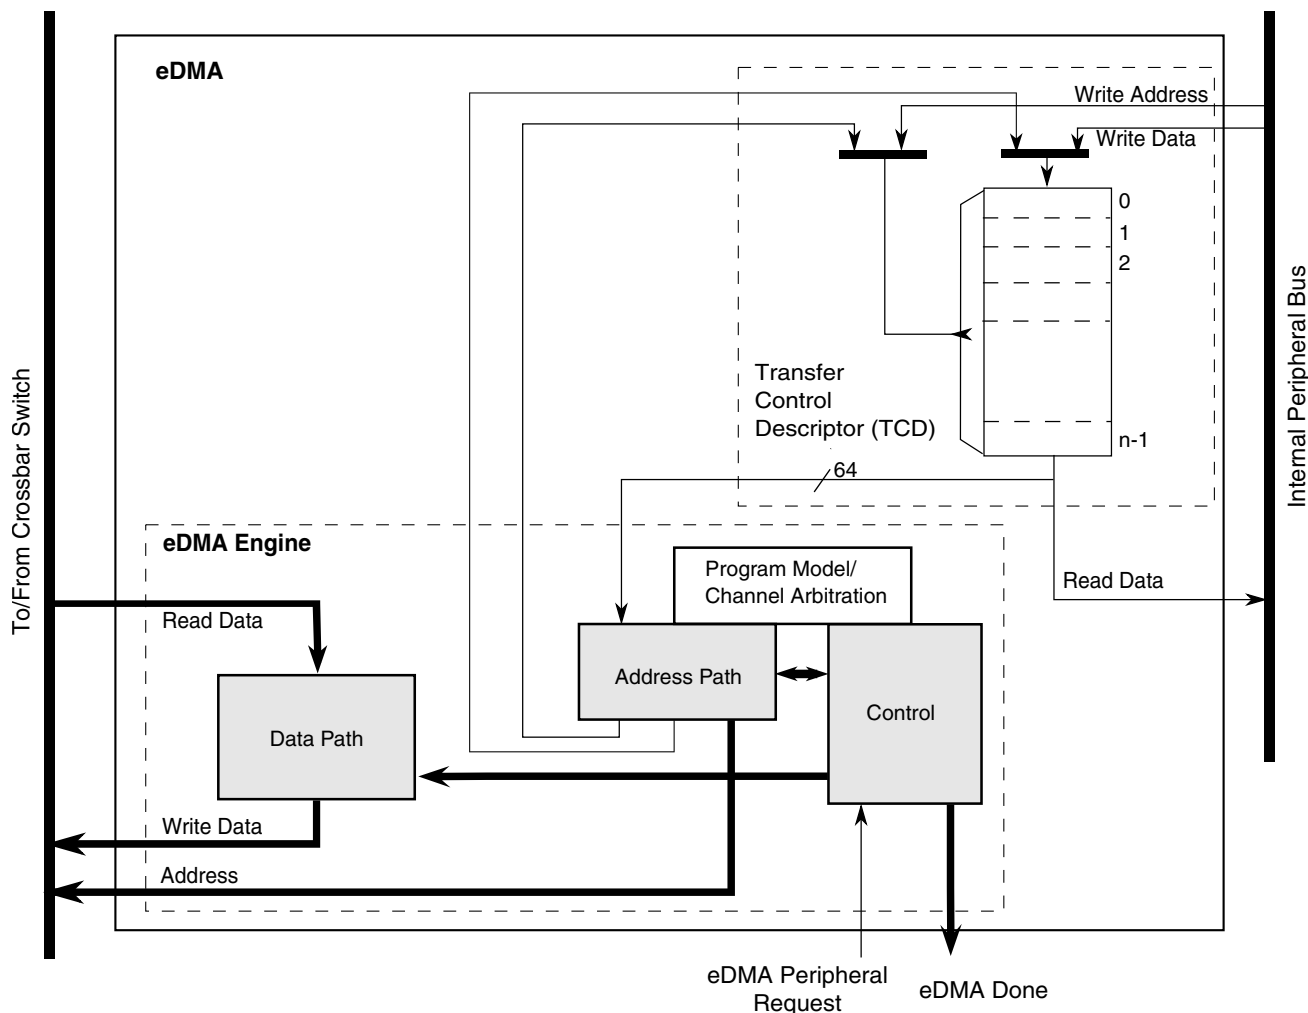 eDMA
Write Address
Write Data
0
1
2
n-1
Transfer
Control
Descriptor (TCD)
64
To/From Crossbar Switch
Internal Peripheral Bus
eDMA Engine
Program Model/
Channel Arbitration
Read Data
Read Data
Address Path
Control
Data Path
Write Data
Address
eDMA Peripheral
Request
eDMA Done